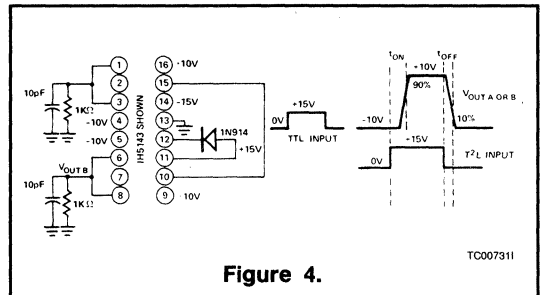 10pF
1KΩ
-10V
-10V
VOUT B
10pF
1KΩ
1
2
3
4
5
6
7
8
IH5143 SHOWN
16
15
14
13
12
11
10
9
-10V
-15V
1N914
+15V
-10V
+15V
0V
TTL INPUT
tON
tOFF
+10V
90%
-10V
VOUT A OR B
10%
+15V
0V
T²L INPUT
TC00731I
Figure 4.